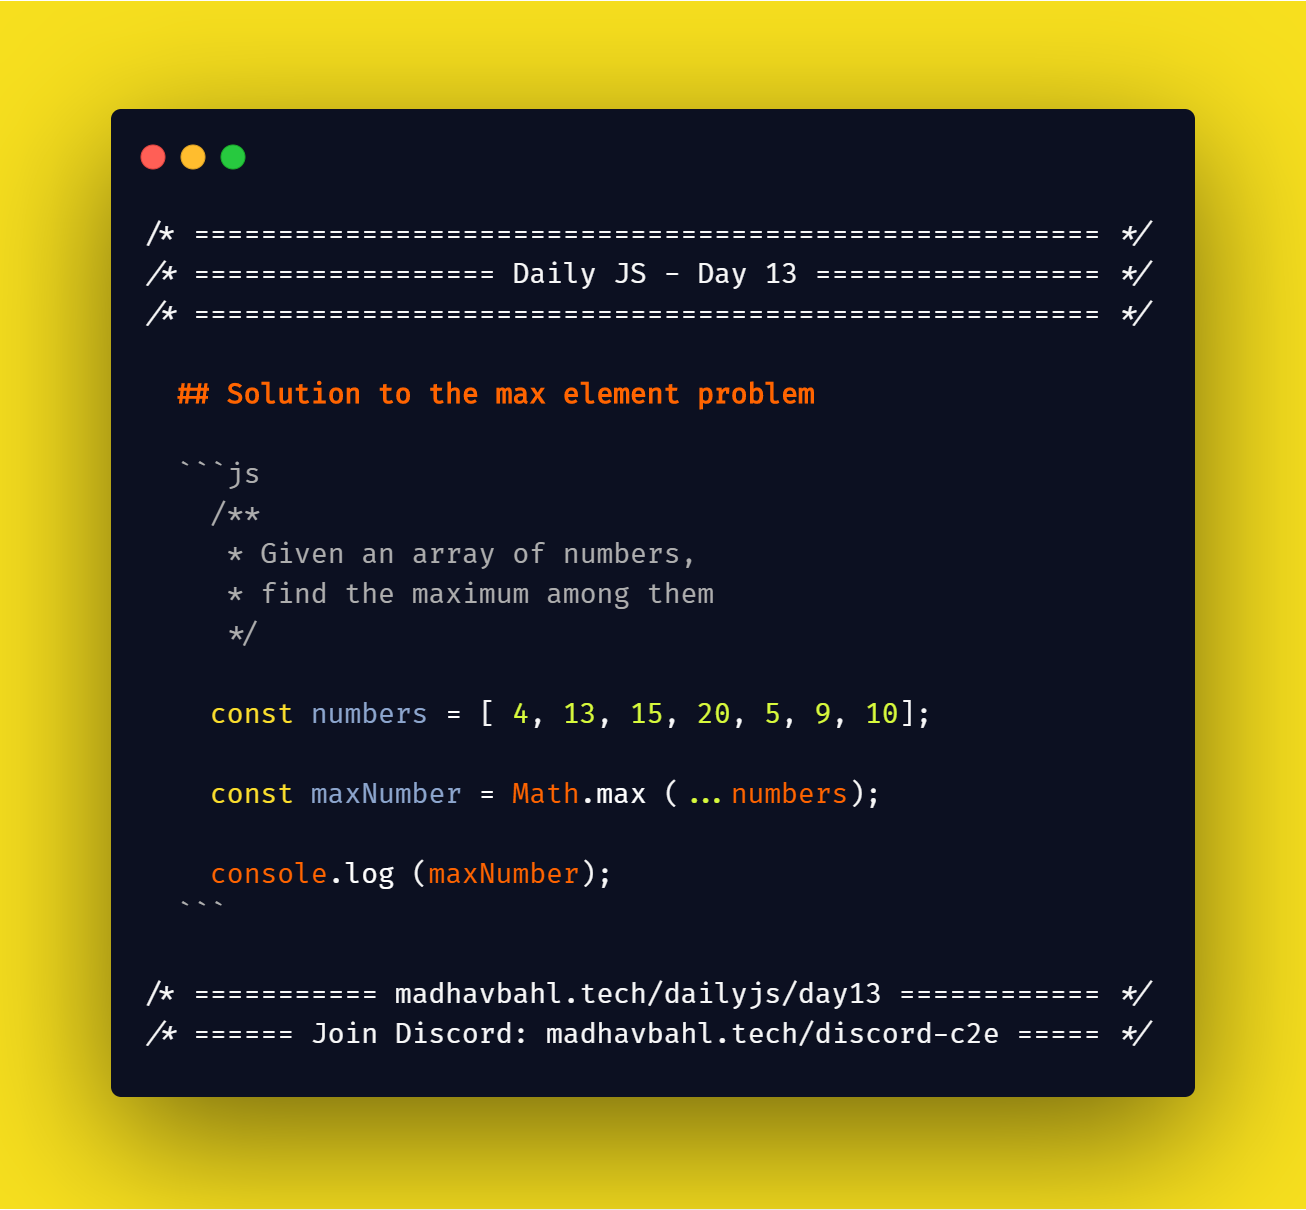 /* ====================================================== */
/* ================== Daily JS - Day 13 ================= */
/* ====================================================== */
## Solution to the max element problem
```js
/**
* Given an array of numbers,
* find the maximum among them
*/
const numbers = [ 4, 13, 15, 20, 5, 9, 10];
const maxNumber = Math.max (...numbers);
console.log (maxNumber);
```
/* =========== madhavbahl.tech/dailyjs/day13 ============ */
/* ====== Join Discord: madhavbahl.tech/discord-c2e ===== */